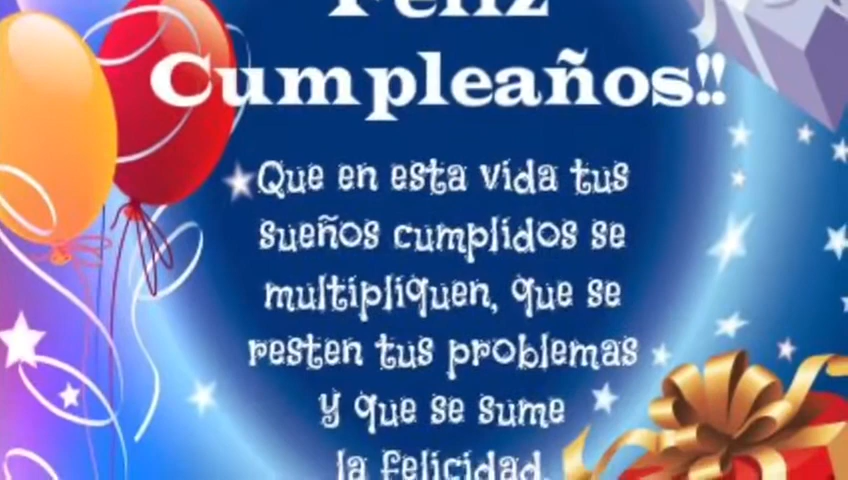 Feliz
Cumpleaños!!
Que en esta vida tus
sueños cumplidos se
multipliquen, que se
resten tus problemas
y que se sume
la felicidad.